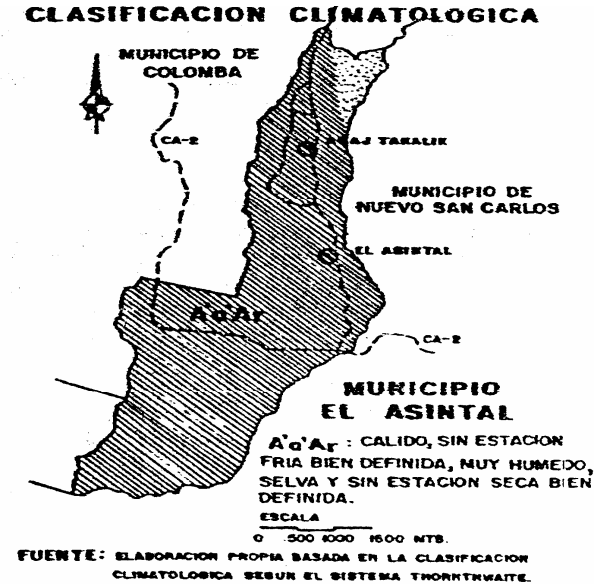 CLASIFICACION CLIMATOLOGICA
MUNICIPIO DE
COLOMBA
CA-2
TAKALIK
MUNICIPIO DE
NUEVO SAN CARLOS
EL ASINTAL
A'a'Ar
CA-2
MUNICIPIO
EL ASINTAL
A'a'Ar : CALIDO, SIN ESTACION
FRIA BIEN DEFINIDA, MUY HUMEDO,
SELVA Y SIN ESTACION SECA BIEN
DEFINIDA.
ESCALA
0 500 1000 1500 MTS.
FUENTE: ELABORACION PROPIA BASADA EN LA CLASIFICACION
CLIMATOLOGICA SEGUN EL SISTEMA THORNTHWAITE.